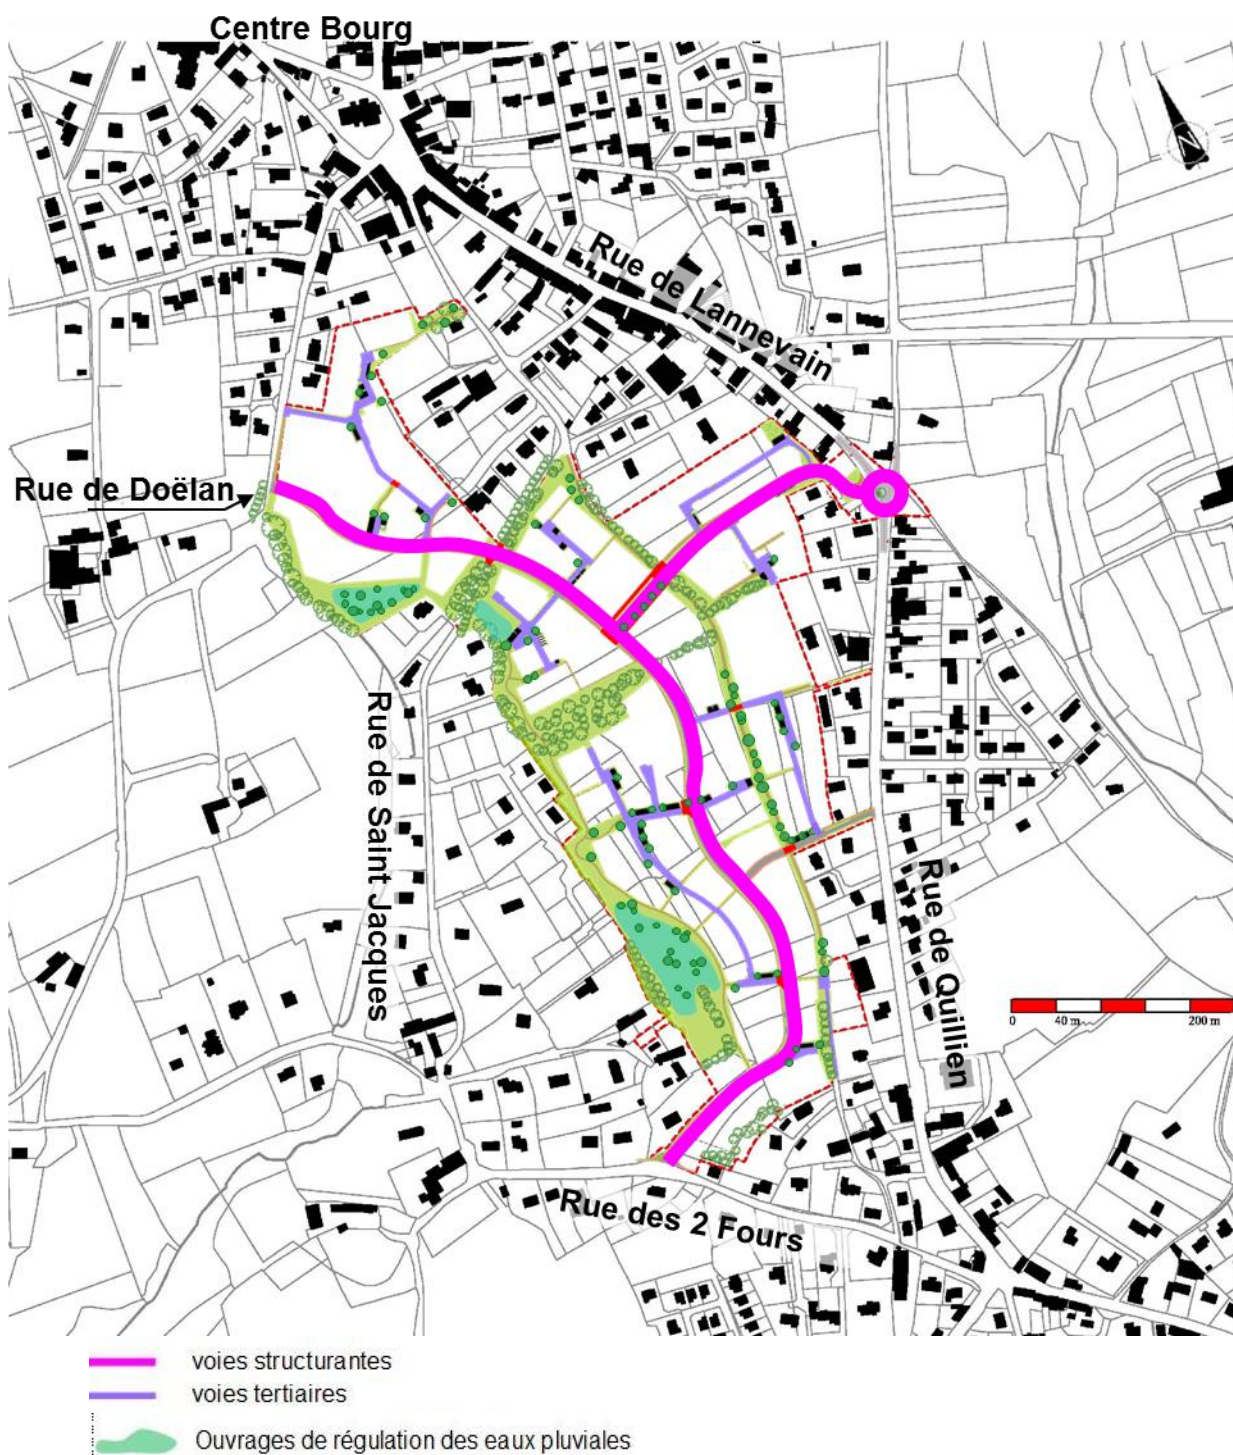 Centre Bourg
N
Rue de Lannevain
Rue de Doëlan
Rue de Saint Jacques
Rue de Quillien
0 40 m 200 m
Rue des 2 Fours
voies structurantes
voies tertiaires
Ouvrages de régulation des eaux pluviales